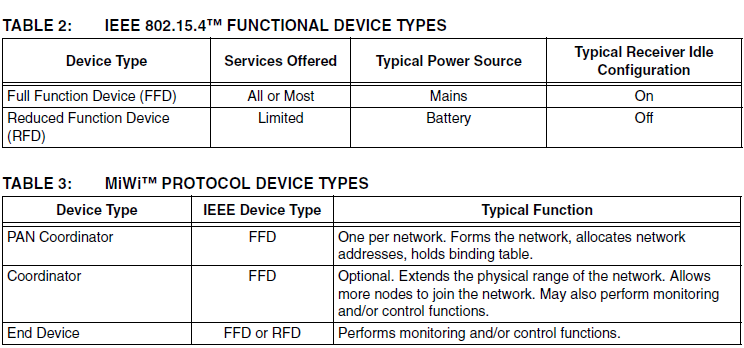 TABLE 2: IEEE 802.15.4™ FUNCTIONAL DEVICE TYPES
Device Type Services Offered Typical Power Source Typical Receiver Idle
Configuration
Full Function Device (FFD) All or Most Mains On
Reduced Function Device Limited Battery Off
(RFD)
TABLE 3: MiWi™ PROTOCOL DEVICE TYPES
Device Type IEEE Device Type Typical Function
PAN Coordinator FFD One per network. Forms the network, allocates network
addresses, holds binding table.
Coordinator FFD Optional. Extends the physical range of the network. Allows
more nodes to join the network. May also perform monitoring
and/or control functions.
End Device FFD or RFD Performs monitoring and/or control functions.